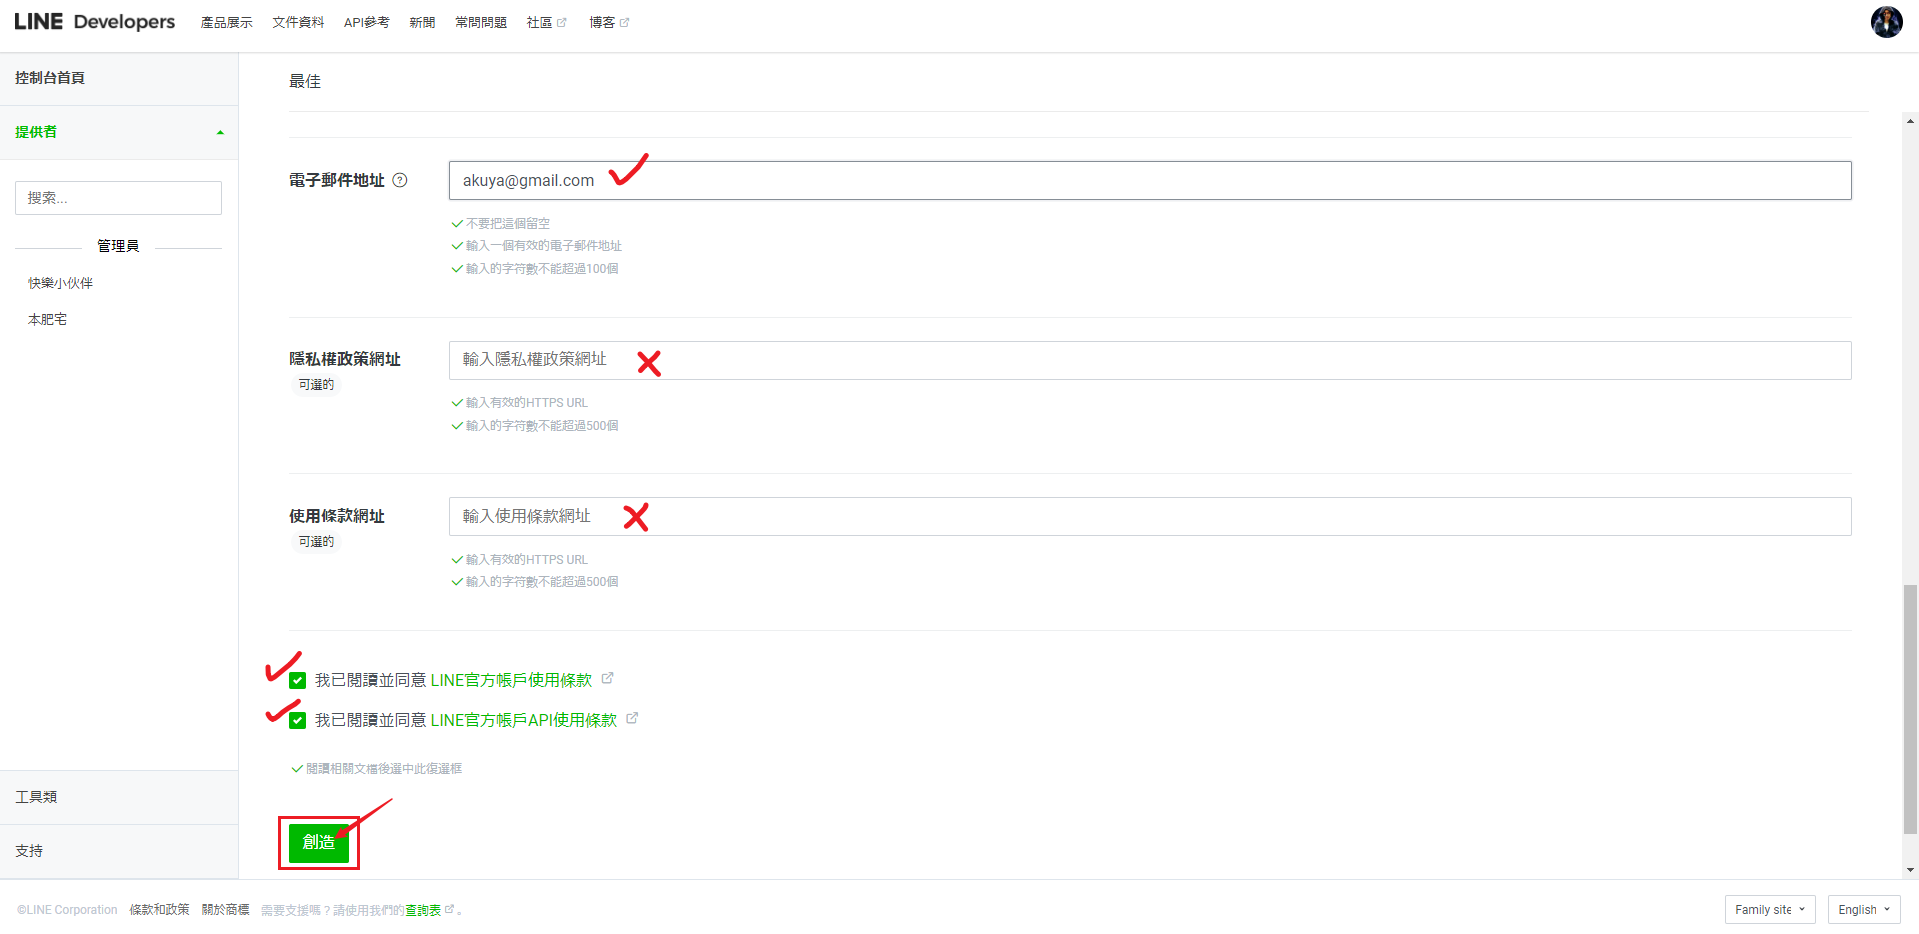 LINE Developers 產品展示 文件資料 API參考 新聞 常問問題 社區 博客
控制台首頁
提供者
搜索...
管理員
快樂小伙伴
本肥宅
工具類
支持
最佳
電子郵件地址 ? akuya@gmail.com
不要把這個留空
輸入一個有效的電子郵件地址
輸入的字符數不能超過100個
隱私權政策網址 輸入隱私權政策網址
可選的
輸入有效的HTTPS URL
輸入的字符數不能超過500個
使用條款網址 輸入使用條款網址
可選的
輸入有效的HTTPS URL
輸入的字符數不能超過500個
我已閱讀並同意 LINE官方帳戶使用條款
我已閱讀並同意 LINE官方帳戶API使用條款
閱讀相關文檔後選中此復選框
創造
©LINE Corporation 條款和政策 關於商標 需要支援嗎？請使用我們的查詢表。 Family site English